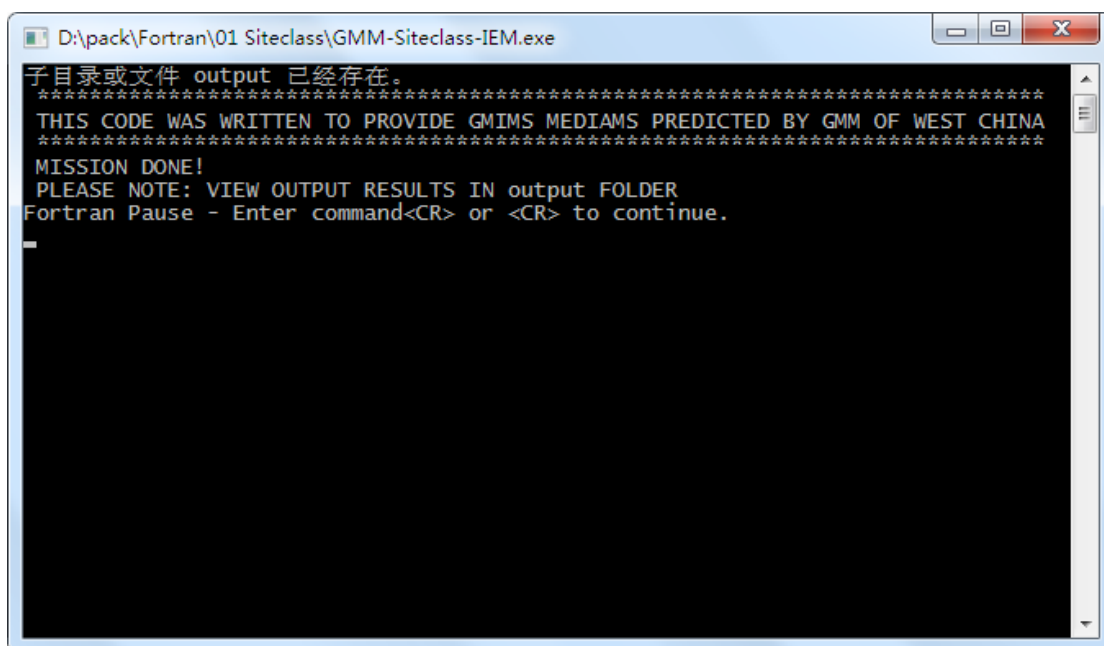 D:\pack\Fortran\01 Siteclass\GMM-Siteclass-IEM.exe
子目录或文件 output 已经存在。
*****************************************************************************
THIS CODE WAS WRITTEN TO PROVIDE GMIMS MEDIAMS PREDICTED BY GMM OF WEST CHINA
*****************************************************************************
MISSION DONE!
PLEASE NOTE: VIEW OUTPUT RESULTS IN output FOLDER
Fortran Pause - Enter command<CR> or <CR> to continue.